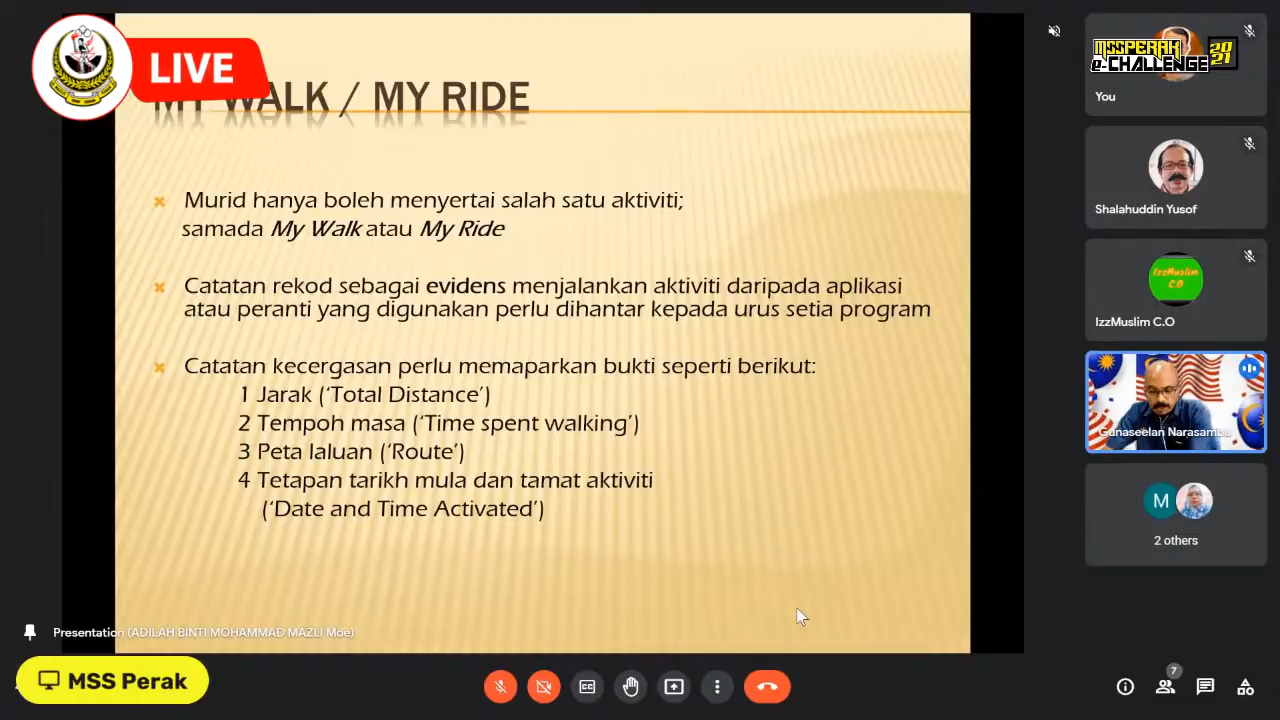 LIVE
MY WALK / MY RIDE
Murid hanya boleh menyertai salah satu aktiviti;
samada My Walk atau My Ride
Catatan rekod sebagai evidens menjalankan aktiviti daripada aplikasi
atau peranti yang digunakan perlu dihantar kepada urus setia program
Catatan kecergasan perlu memaparkan bukti seperti berikut:
1 Jarak (‘Total Distance’)
2 Tempoh masa (‘Time spent walking’)
3 Peta laluan (‘Route’)
4 Tetapan tarikh mula dan tamat aktiviti
(‘Date and Time Activated’)
Presentation (ADILAH BINTI MOHAMMAD MAZLI Moe)
MSS Perak
MSSPERAK
e-CHALLENGE
2021
You
Shalahuddin Yusof
IzzMuslim
C.O
IzzMuslim C.O
Gunaseelan Narasambu
M
2 others
7